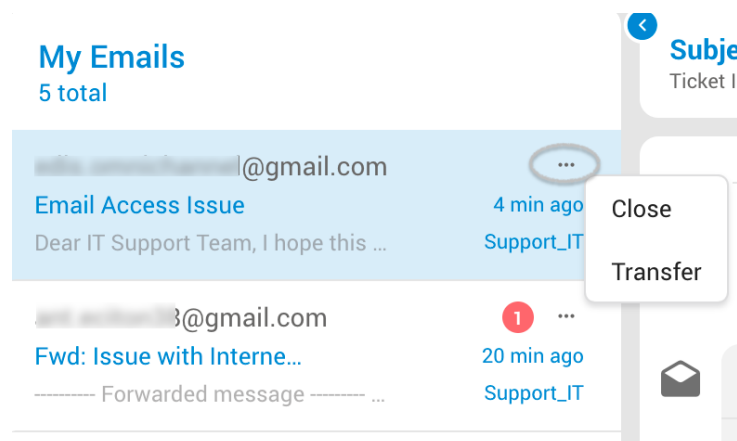 My Emails
5 total
@gmail.com
Email Access Issue
4 min ago
Dear IT Support Team, I hope this ...
Support_IT
Close
Transfer
@gmail.com
1
Fwd: Issue with Interne...
20 min ago
---------- Forwarded message --------- ...
Support_IT
Subje
Ticket I